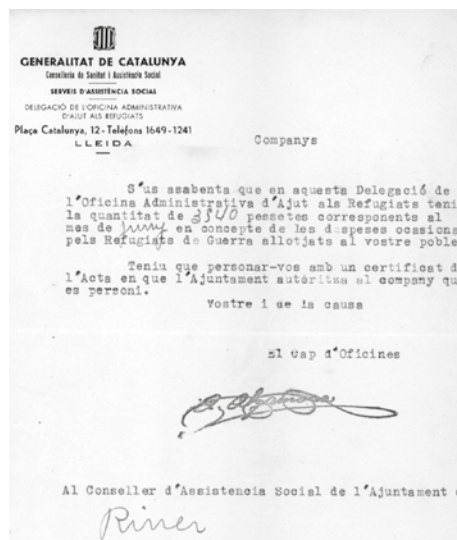 GENERALITAT DE CATALUNYA
Conselleria de Sanitat i Assistència Social
SERVEIS D'ASSISTÈNCIA SOCIAL
DELEGACIÓ DE L'OFICINA ADMINISTRATIVA
D'AJUT ALS REFUGIATS
Plaça Catalunya, 12 - Telèfons 1649 - 1241
LLEIDA
Companys
S'us asabenta que en aquesta Delegació de
l'Oficina Administrativa d'Ajut als Refugiats teni
la quantitat de 3540 pessetes corresponents al
mes de juny en concepte de les despeses ocasions
pels Refugiats de Guerra allotjats al vostre poble
Teniu que personar-vos amb un certificat d
l'Acta en que l'Ajuntament autoritza al company qu
es personi.
Vostre i de la causa
El Cap d'Oficines
Al Conseller d'Assistencia Social de l'Ajuntament
Riner